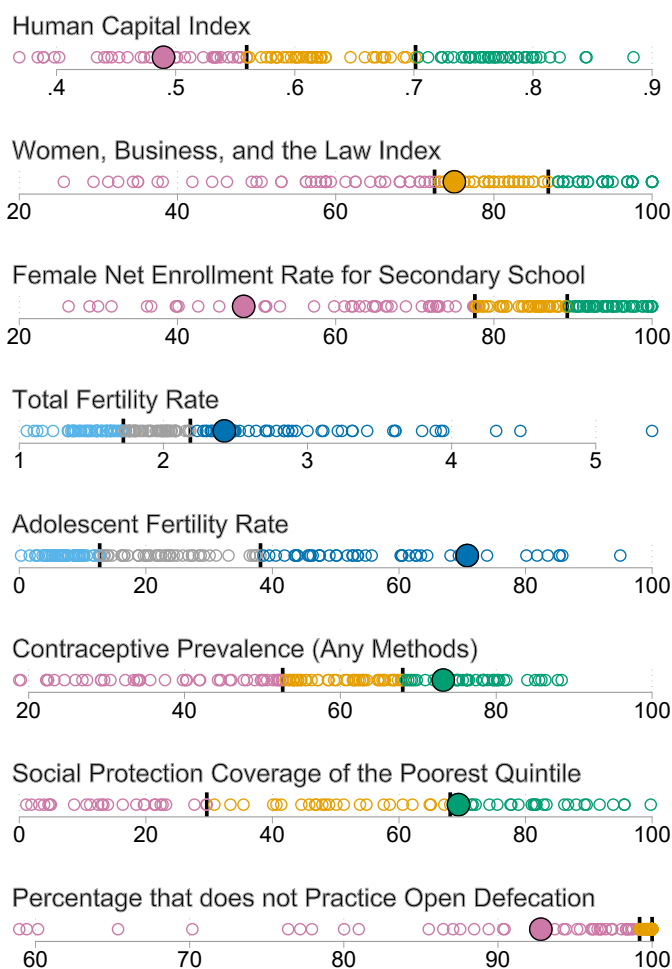 Human Capital Index
.4 .5 .6 .7 .8 .9
Women, Business, and the Law Index
20 40 60 80 100
Female Net Enrollment Rate for Secondary School
20 40 60 80 100
Total Fertility Rate
1 2 3 4 5
Adolescent Fertility Rate
0 20 40 60 80 100
Contraceptive Prevalence (Any Methods)
20 40 60 80 100
Social Protection Coverage of the Poorest Quintile
0 20 40 60 80 100
Percentage that does not Practice Open Defecation
60 70 80 90 100